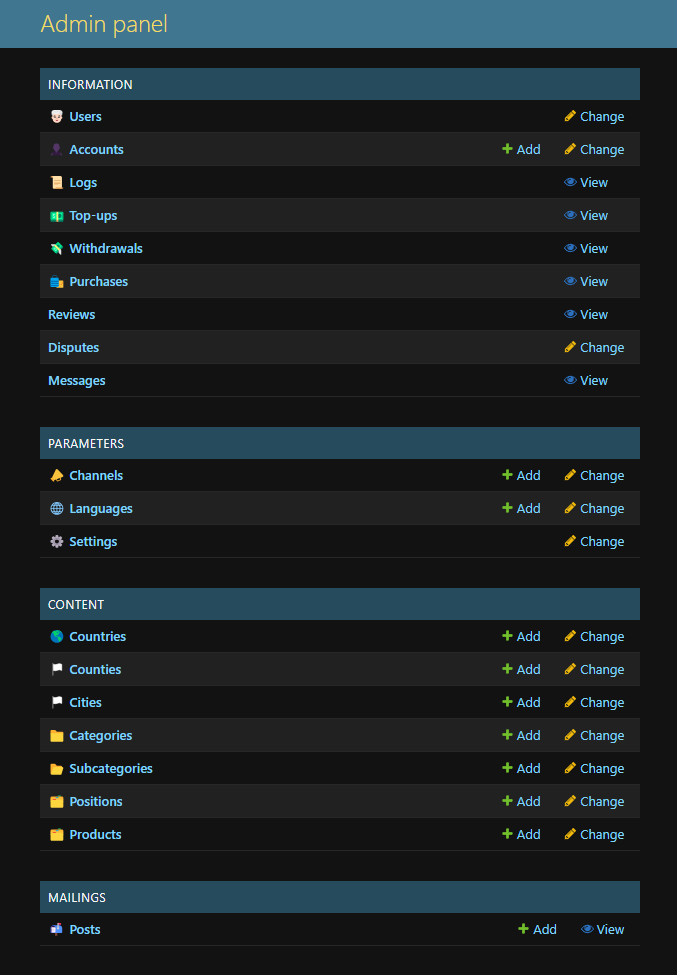 Admin panel
INFORMATION
Users Change
Accounts Add Change
Logs View
Top-ups View
Withdrawals View
Purchases View
Reviews View
Disputes Change
Messages View
PARAMETERS
Channels Add Change
Languages Add Change
Settings Change
CONTENT
Countries Add Change
Counties Add Change
Cities Add Change
Categories Add Change
Subcategories Add Change
Positions Add Change
Products Add Change
MAILINGS
Posts Add View